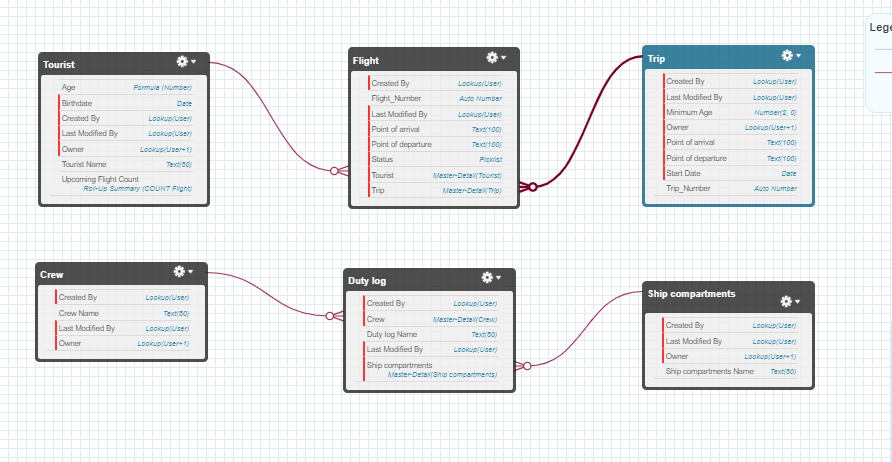 Lege
Tourist
Age Formula (Number)
Birthdate Date
Created By Lookup(User)
Last Modified By Lookup(User)
Owner Lookup(User+1)
Tourist Name Text(80)
Upcoming Flight Count
Roll-Up Summary (COUNT Flight)
Flight
Created By Lookup(User)
Flight_Number Auto Number
Last Modified By Lookup(User)
Point of arrival Text(100)
Point of departure Text(100)
Status Picklist
Tourist Master-Detail(Tourist)
Trip Master-Detail(Trip)
Trip
Created By Lookup(User)
Last Modified By Lookup(User)
Minimum Age Number(2, 0)
Owner Lookup(User+1)
Point of arrival Text(100)
Point of departure Text(100)
Start Date Date
Trip_Number Auto Number
Crew
Created By Lookup(User)
Crew Name Text(80)
Last Modified By Lookup(User)
Owner Lookup(User+1)
Duty log
Created By Lookup(User)
Crew Master-Detail(Crew)
Duty log Name Text(80)
Last Modified By Lookup(User)
Ship compartments
Master-Detail(Ship compartments)
Ship compartments
Created By Lookup(User)
Last Modified By Lookup(User)
Owner Lookup(User+1)
Ship compartments Name Text(80)